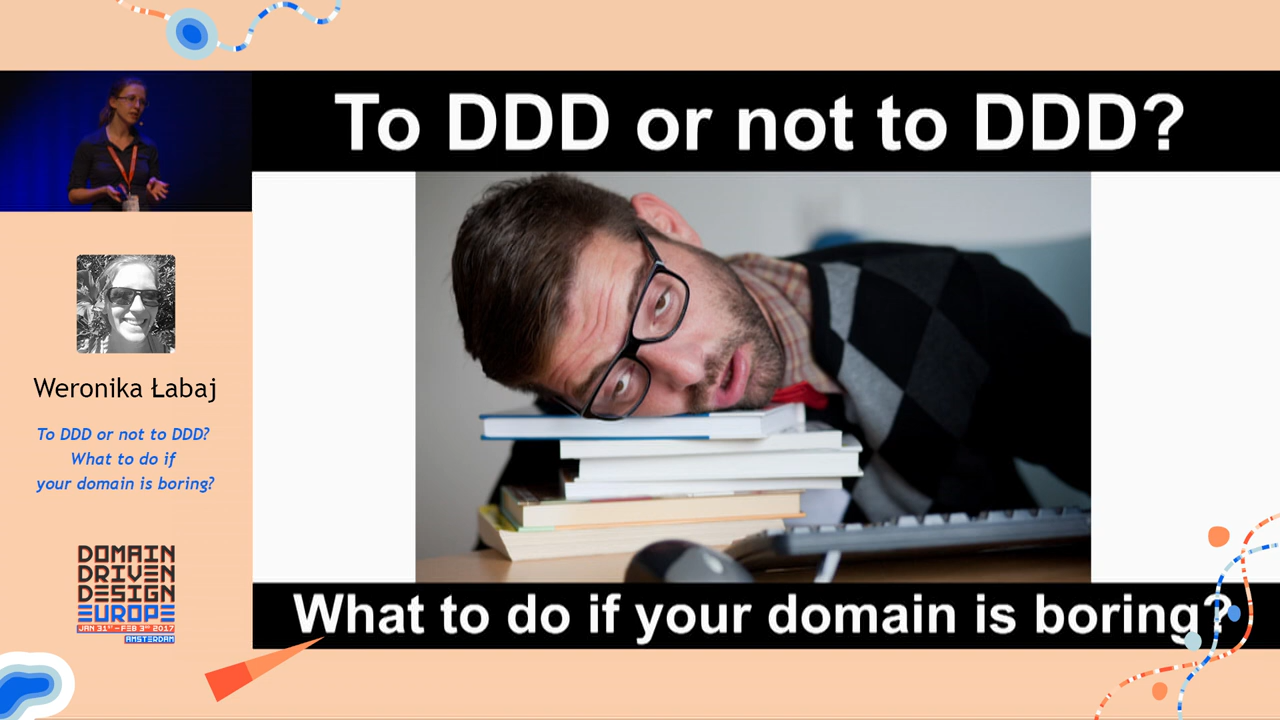 To DDD or not to DDD?
Weronika Łabaj
To DDD or not to DDD?
What to do if
your domain is boring?
DOMAIN
DRIVEN
DESIGN
EUROPE
JAN 31ST-FEB 3RD 2017
AMSTERDAM
What to do if your domain is boring?